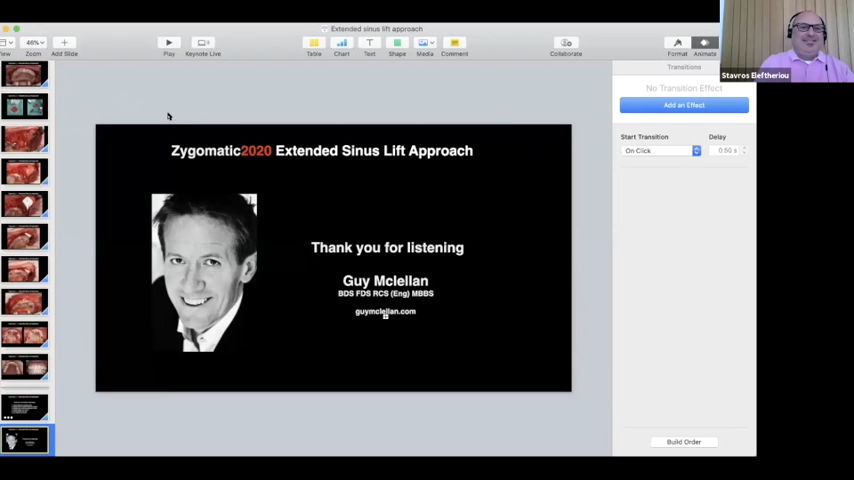 Extended sinus lift approach
View
46%
Zoom
Add Slide
Play
Keynote Live
Table
Chart
Text
Shape
Media
Comment
Collaborate
Format
Animate
Stavros Eleftheriou
Transitions
No Transition Effect
Add an Effect
Start Transition
Delay
On Click
0.50 s
Zygomatic2020 Extended Sinus Lift Approach
Thank you for listening
Guy Mclellan
BDS FDS RCS (Eng) MBBS
guymclellan.com
Build Order